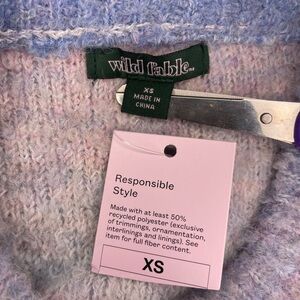 wild fable™
XS
MADE IN
CHINA
Responsible
Style
Made with at least 50%
recycled polyester (exclusive
of trimmings, ornamentation,
interlinings and linings). See
item for full fiber content.
XS